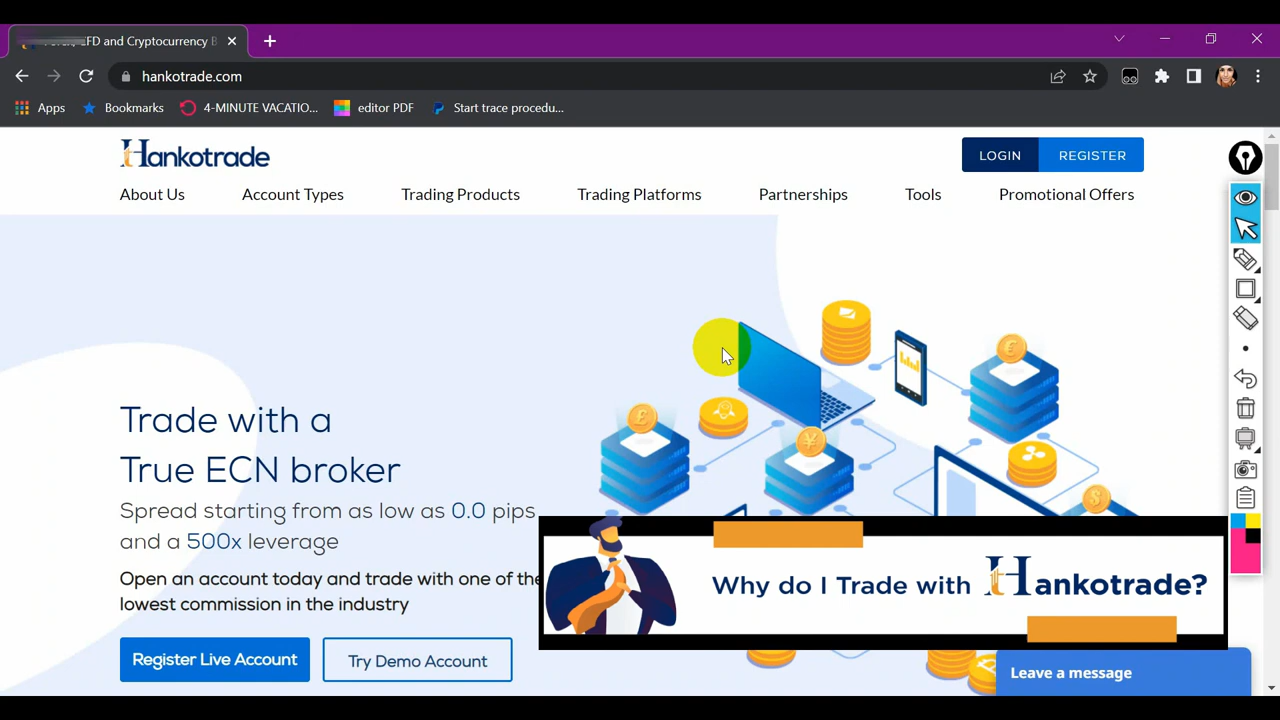 FD and Cryptocurrency B
hankotrade.com
Apps
Bookmarks
4-MINUTE VACATIO...
editor PDF
Start trace procedu...
Hankotrade
LOGIN
REGISTER
About Us
Account Types
Trading Products
Trading Platforms
Partnerships
Tools
Promotional Offers
Trade with a
True ECN broker
Spread starting from as low as 0.0 pips
and a 500x leverage
Open an account today and trade with one of the
lowest commission in the industry
Register Live Account
Try Demo Account
Why do I Trade with Hankotrade?
Leave a message